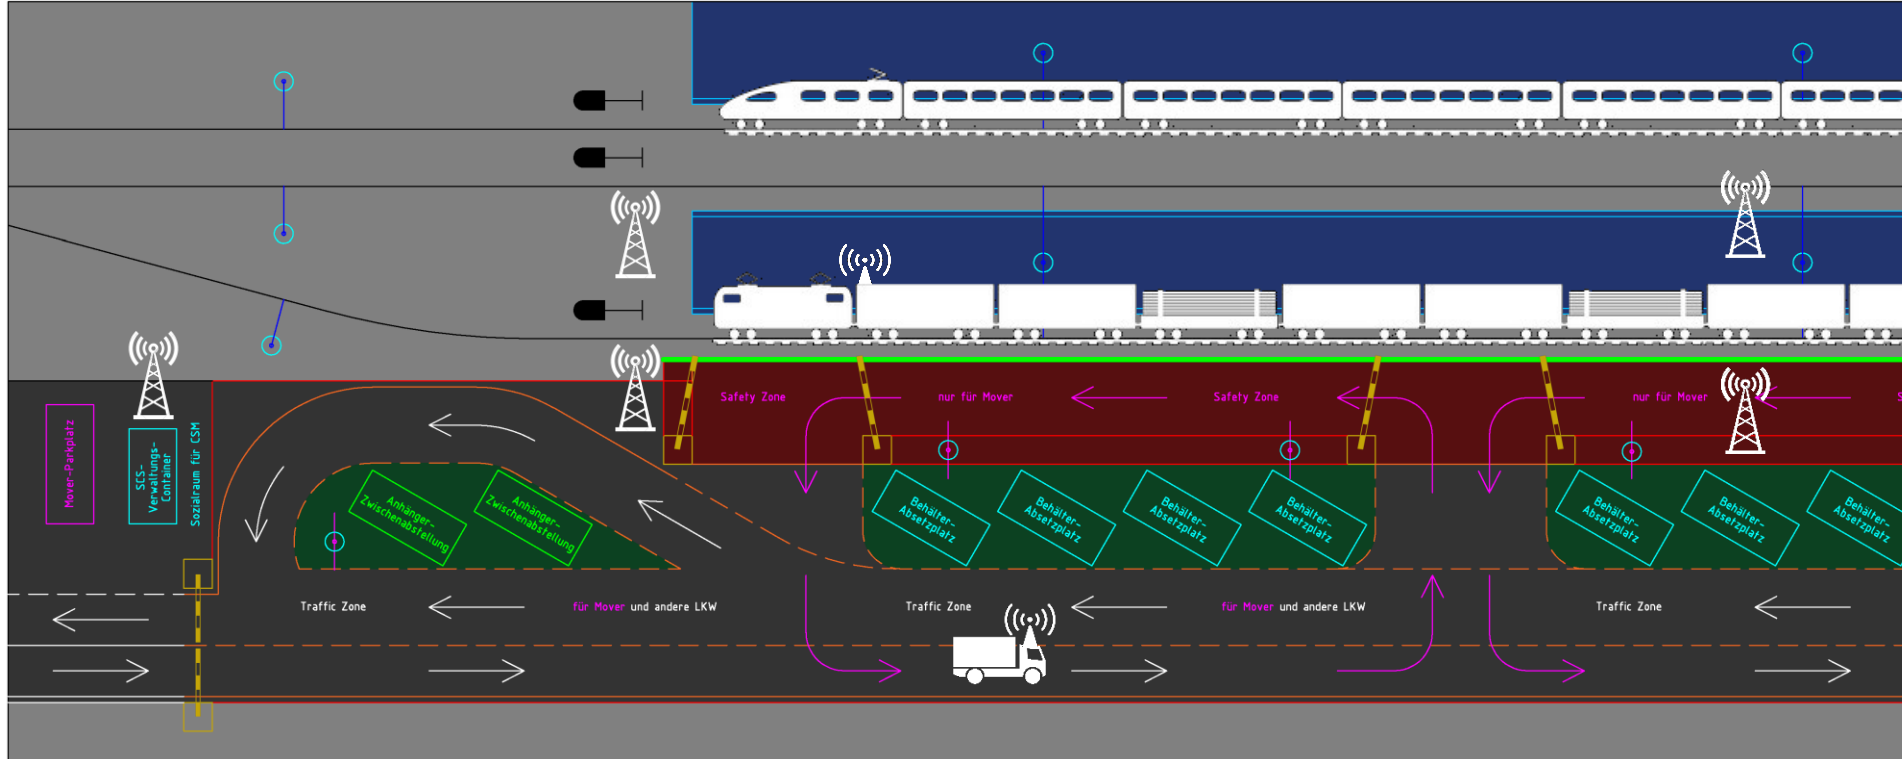 Safety Zone
nur für Mover
Safety Zone
nur für Mover
S
Mover-Parkplatz
SCS-
Verwaltungs-
Container
Sozialraum für CSM
Anhänger-
Zwischenabstellung
Anhänger-
Zwischenabstellung
Behälter-
Absetzplatz
Behälter-
Absetzplatz
Behälter-
Absetzplatz
Behälter-
Absetzplatz
Behälter-
Absetzplatz
Behälter-
Absetzplatz
Behälter-
Absetzplatz
Traffic Zone
für Mover und andere LKW
Traffic Zone
für Mover und andere LKW
Traffic Zone